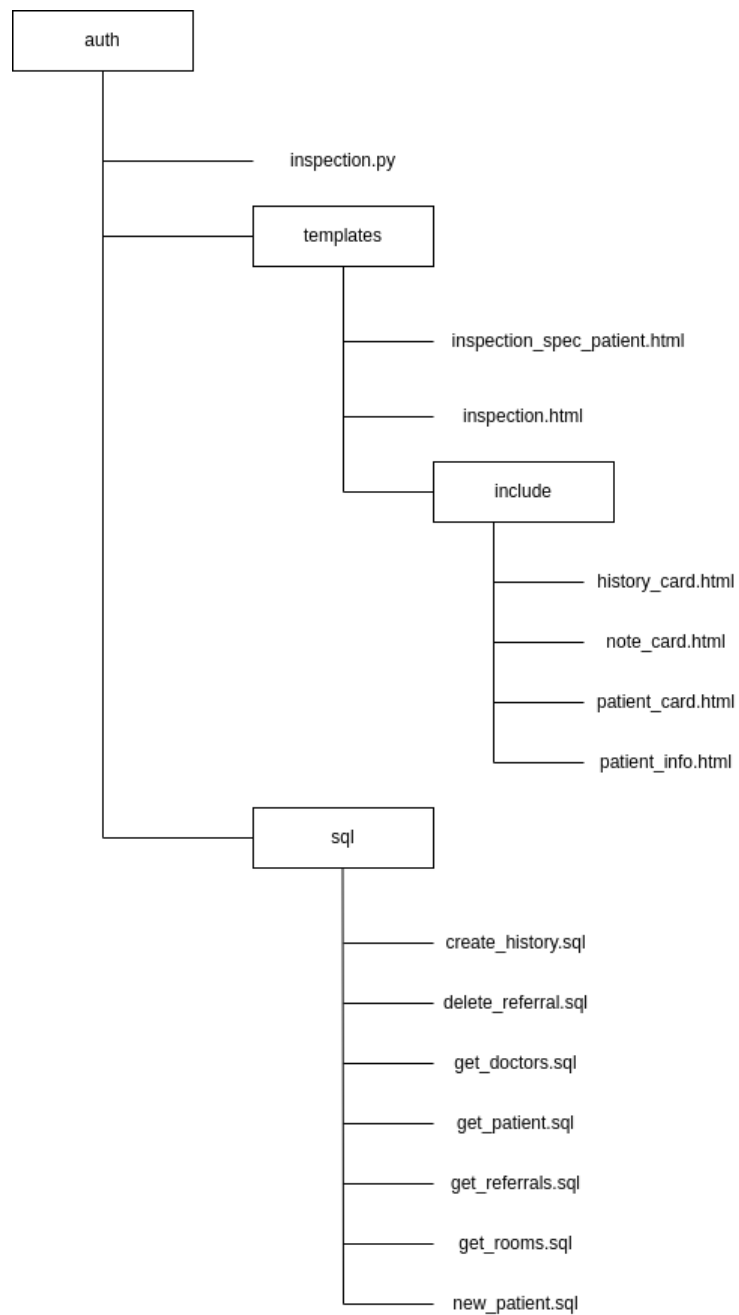 auth
inspection.py
templates
inspection_spec_patient.html
inspection.html
include
history_card.html
note_card.html
patient_card.html
patient_info.html
sql
create_history.sql
delete_referral.sql
get_doctors.sql
get_patient.sql
get_referrals.sql
get_rooms.sql
new_patient.sql